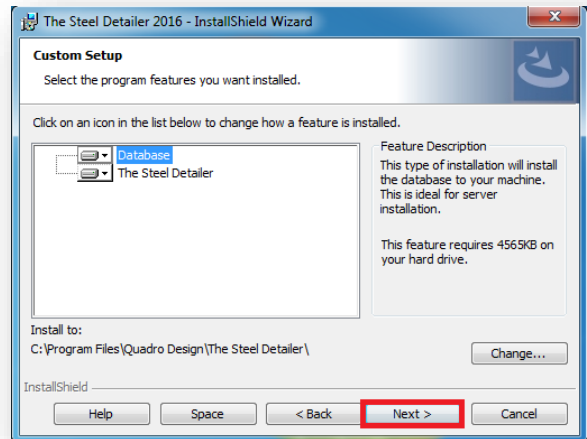 The Steel Detailer 2016 - InstallShield Wizard
Custom Setup
Select the program features you want installed.
Click on an icon in the list below to change how a feature is installed.
Database
The Steel Detailer
Feature Description
This type of installation will install
the database to your machine.
This is ideal for server
installation.
This feature requires 4565KB on
your hard drive.
Install to:
C:\Program Files\Quadro Design\The Steel Detailer\
Change...
InstallShield
Help
Space
< Back
Next >
Cancel